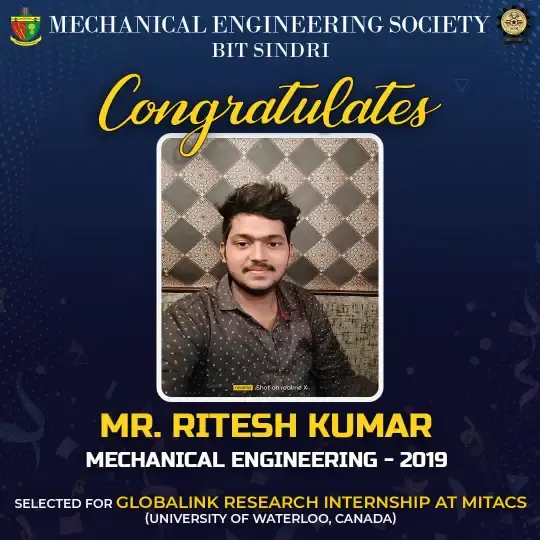 MECHANICAL ENGINEERING SOCIETY
BIT SINDRI
Congratulates
realme Shot on realme X
MR. RITESH KUMAR
MECHANICAL ENGINEERING - 2019
SELECTED FOR GLOBALINK RESEARCH INTERNSHIP AT MITACS
(UNIVERSITY OF WATERLOO, CANADA)